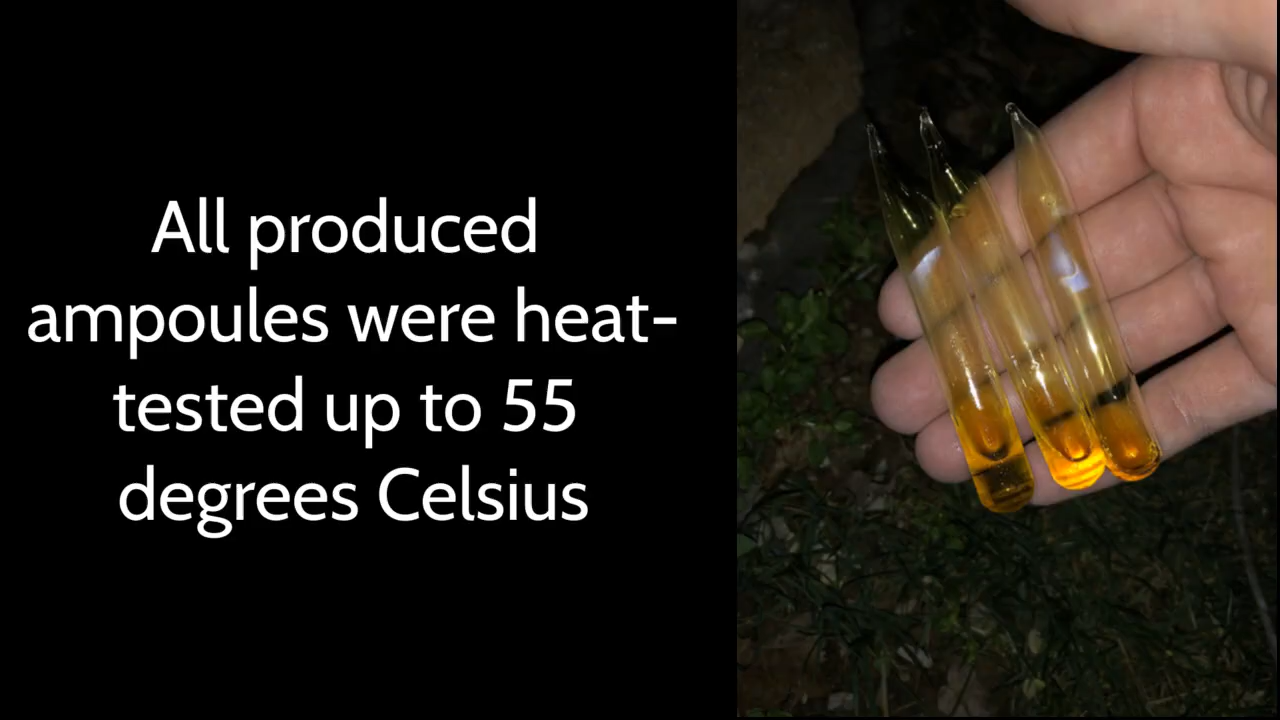 All produced
ampoules were heat-
tested up to 55
degrees Celsius